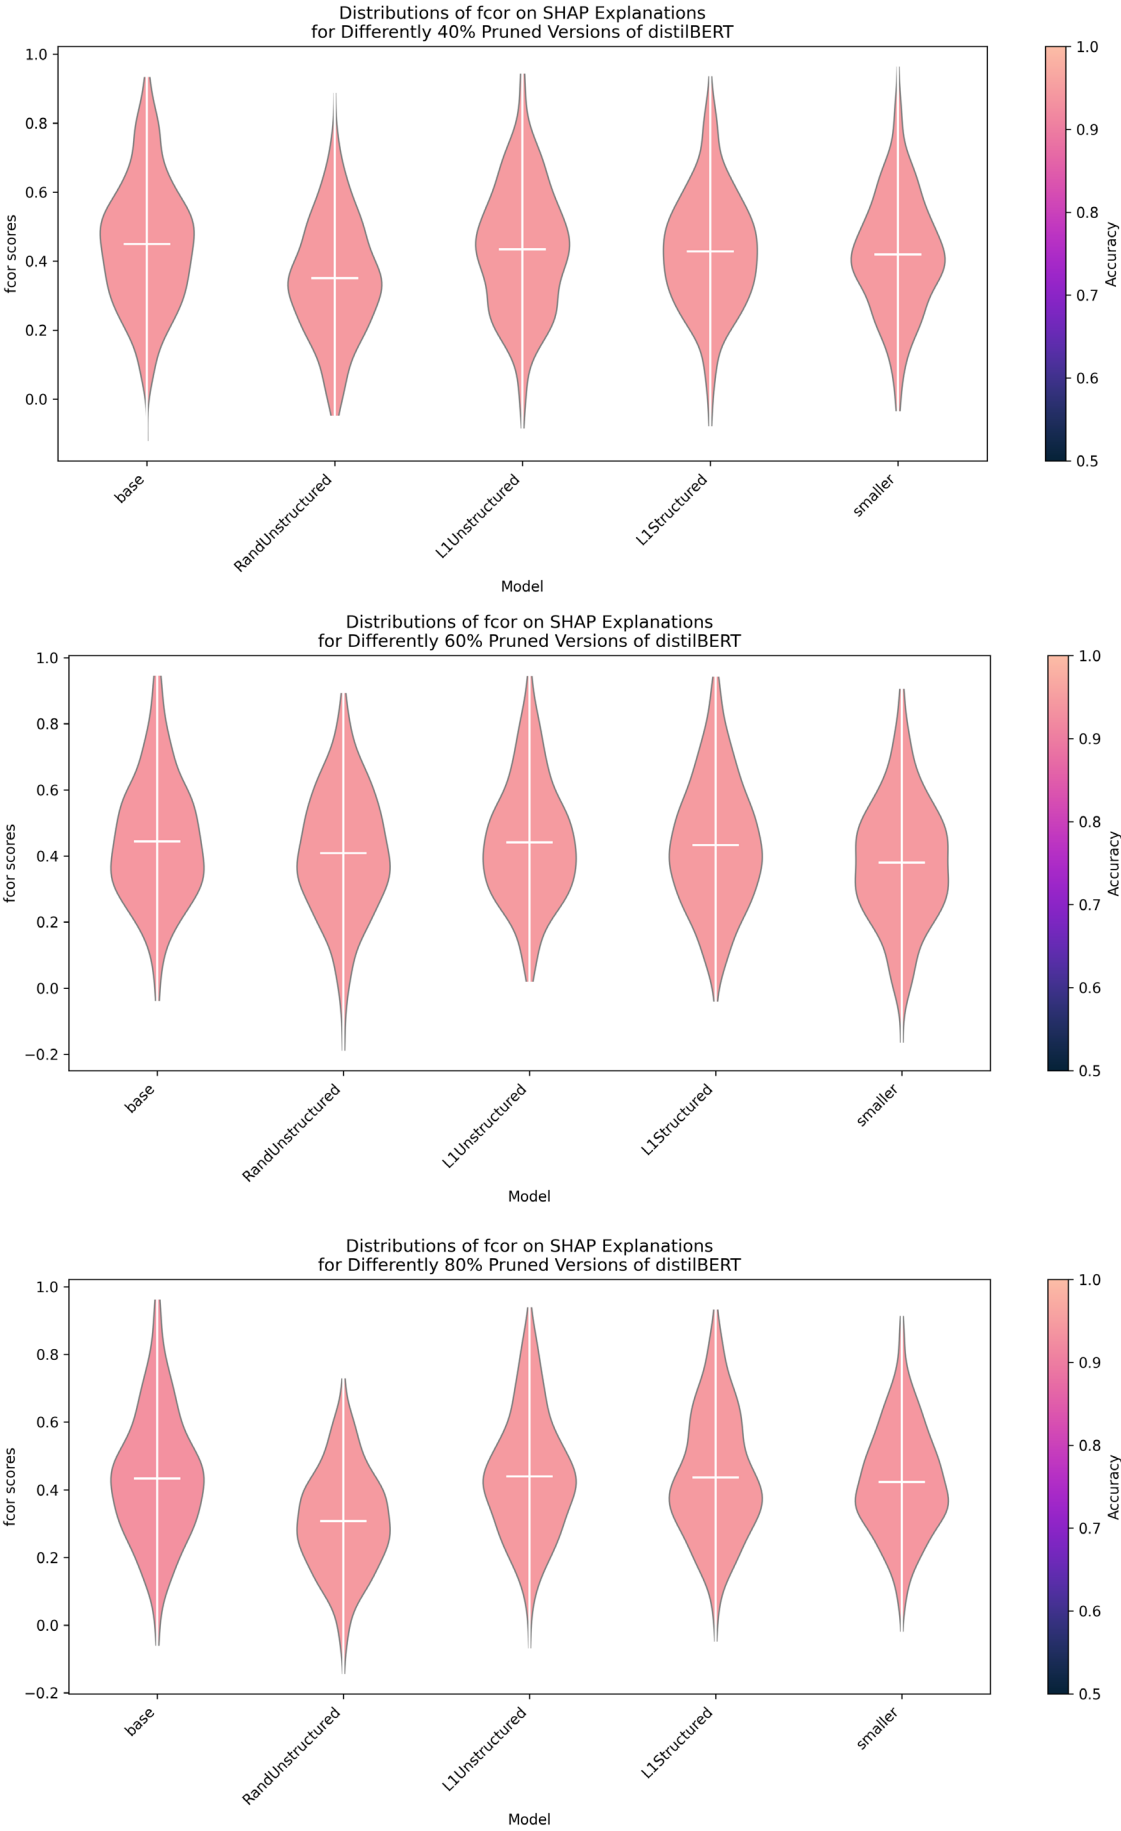 Distributions of fcor on SHAP Explanations
for Differently 40% Pruned Versions of distilBERT
1.0
0.8
0.6
0.4
0.2
0.0
fcor scores
base
RandUnstructured
L1Unstructured
L1Structured
smaller
Model
1.0
0.9
0.8
0.7
0.6
0.5
Accuracy
Distributions of fcor on SHAP Explanations
for Differently 60% Pruned Versions of distilBERT
1.0
0.8
0.6
0.4
0.2
0.0
−0.2
fcor scores
base
RandUnstructured
L1Unstructured
L1Structured
smaller
Model
1.0
0.9
0.8
0.7
0.6
0.5
Accuracy
Distributions of fcor on SHAP Explanations
for Differently 80% Pruned Versions of distilBERT
1.0
0.8
0.6
0.4
0.2
0.0
−0.2
fcor scores
base
RandUnstructured
L1Unstructured
L1Structured
smaller
Model
1.0
0.9
0.8
0.7
0.6
0.5
Accuracy